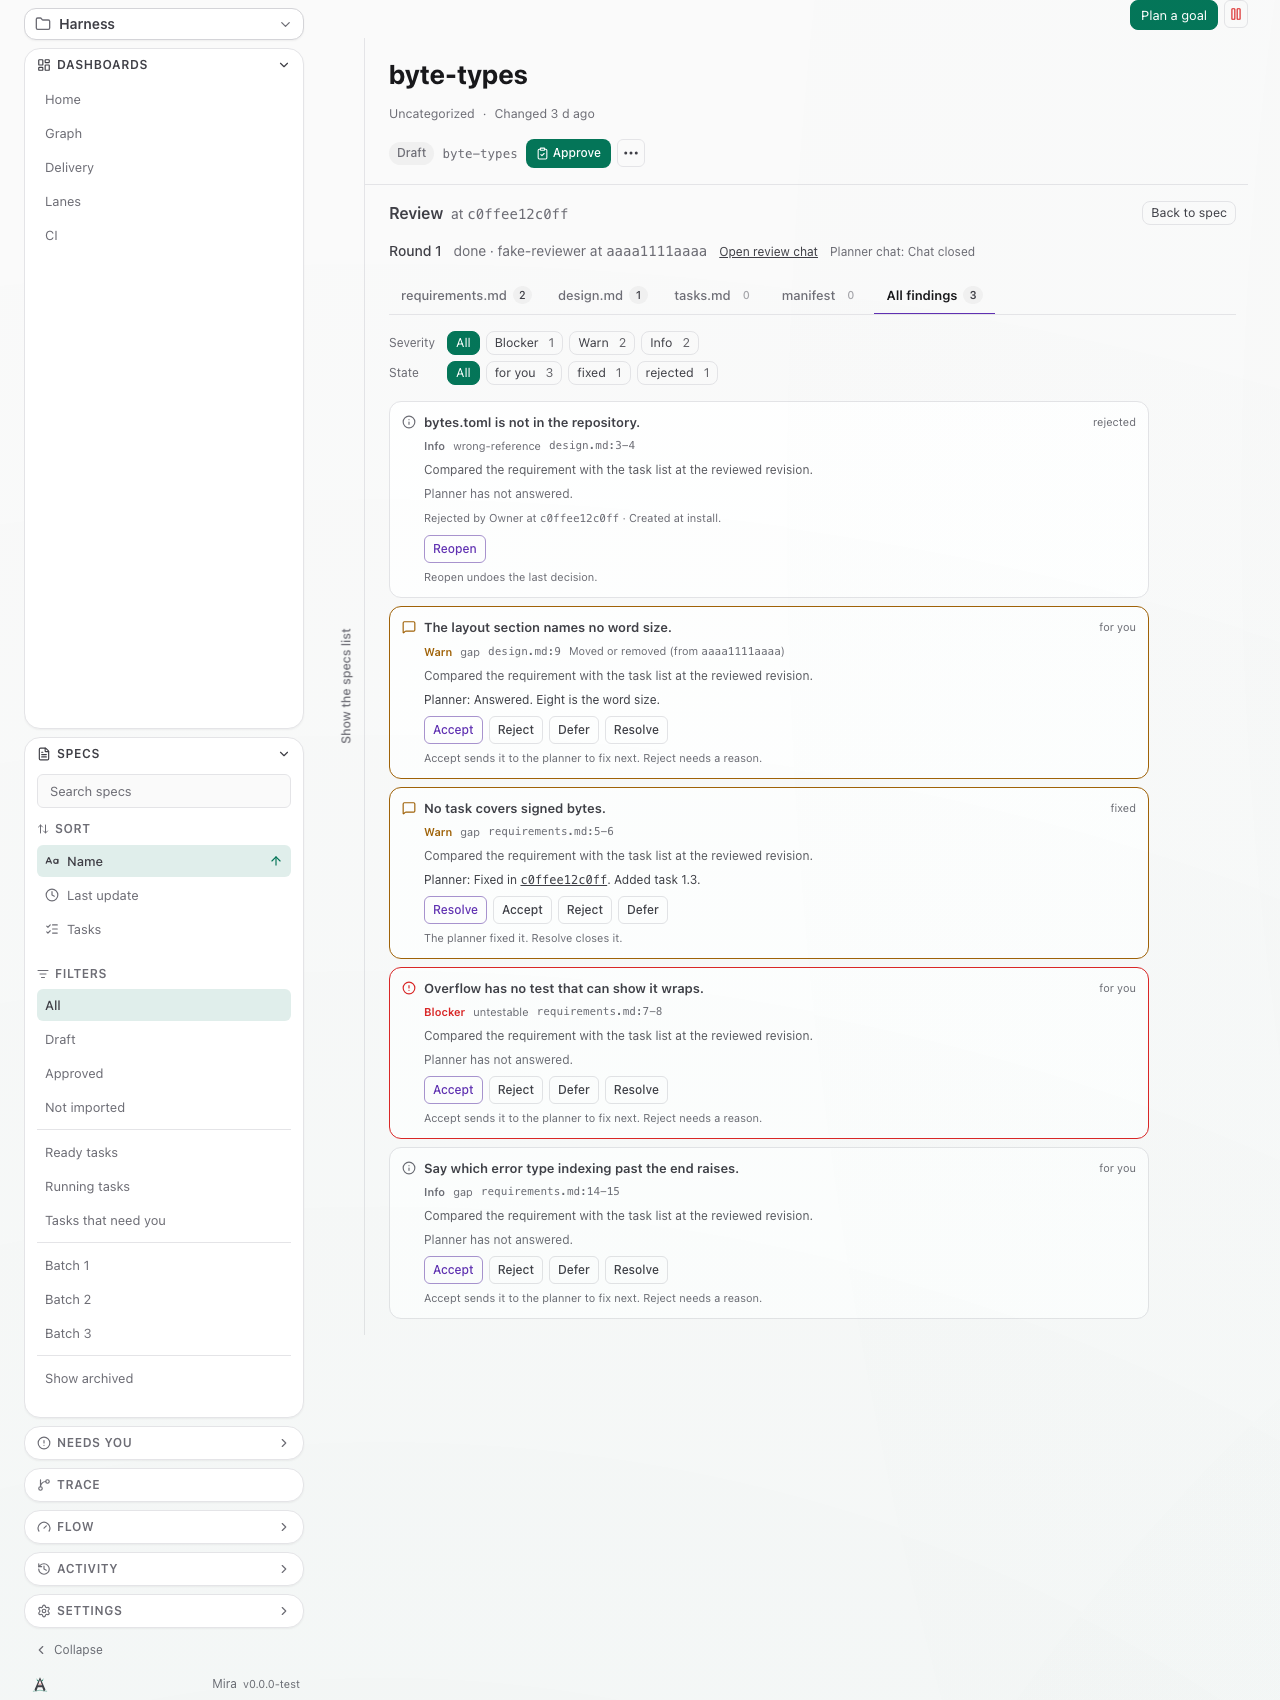 Harness
Plan a goal
DASHBOARDS
Home
Graph
Delivery
Lanes
CI
SPECS
Search specs
SORT
Aa Name
Last update
Tasks
FILTERS
All
Draft
Approved
Not imported
Ready tasks
Running tasks
Tasks that need you
Batch 1
Batch 2
Batch 3
Show archived
NEEDS YOU
TRACE
FLOW
ACTIVITY
SETTINGS
Collapse
Mira v0.0.0-test
Show the specs list
byte-types
Uncategorized · Changed 3 d ago
Draft byte-types Approve
Review at c0ffee12c0ff
Back to spec
Round 1 done · fake-reviewer at aaaa1111aaaa Open review chat Planner chat: Chat closed
requirements.md 2 design.md 1 tasks.md 0 manifest 0 All findings 3
Severity All Blocker 1 Warn 2 Info 2
State All for you 3 fixed 1 rejected 1
bytes.toml is not in the repository. rejected
Info wrong-reference design.md:3–4
Compared the requirement with the task list at the reviewed revision.
Planner has not answered.
Rejected by Owner at c0ffee12c0ff · Created at install.
Reopen
Reopen undoes the last decision.
The layout section names no word size. for you
Warn gap design.md:9 Moved or removed (from aaaa1111aaaa)
Compared the requirement with the task list at the reviewed revision.
Planner: Answered. Eight is the word size.
Accept Reject Defer Resolve
Accept sends it to the planner to fix next. Reject needs a reason.
No task covers signed bytes. fixed
Warn gap requirements.md:5–6
Compared the requirement with the task list at the reviewed revision.
Planner: Fixed in c0ffee12c0ff. Added task 1.3.
Resolve Accept Reject Defer
The planner fixed it. Resolve closes it.
Overflow has no test that can show it wraps. for you
Blocker untestable requirements.md:7–8
Compared the requirement with the task list at the reviewed revision.
Planner has not answered.
Accept Reject Defer Resolve
Accept sends it to the planner to fix next. Reject needs a reason.
Say which error type indexing past the end raises. for you
Info gap requirements.md:14–15
Compared the requirement with the task list at the reviewed revision.
Planner has not answered.
Accept Reject Defer Resolve
Accept sends it to the planner to fix next. Reject needs a reason.